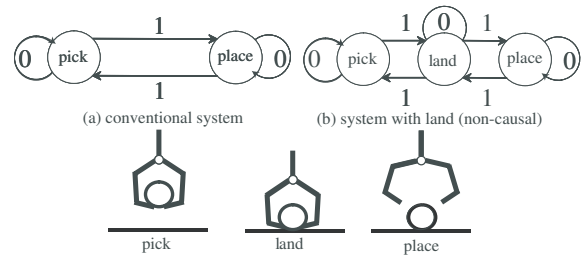 1
0 pick place 0
1
(a) conventional system
1 0 1
0 pick land place 0
1 1
(b) system with land (non-causal)
pick land place